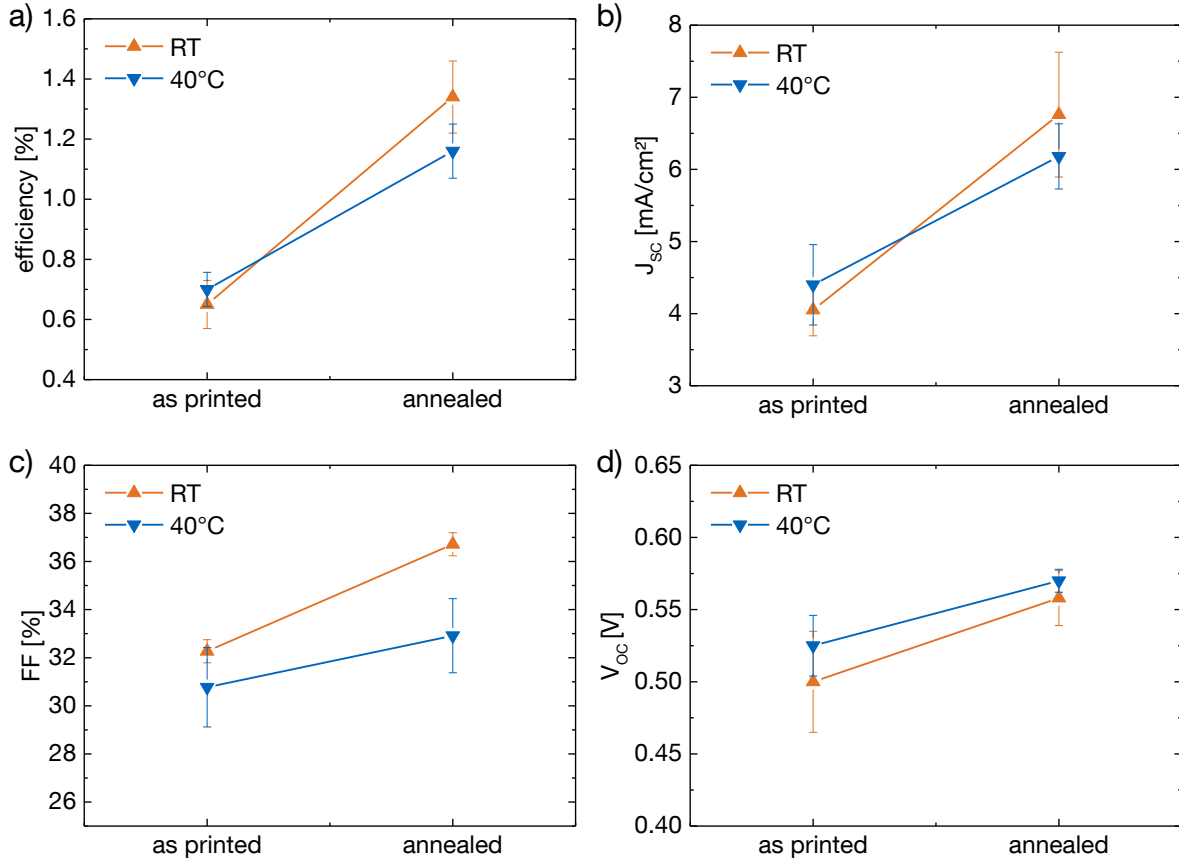 a)
1.6
1.4
1.2
1.0
0.8
0.6
0.4
efficiency [%]
RT
40°C
as printed
annealed
b)
8
7
6
5
4
3
J_SC [mA/cm²]
RT
40°C
as printed
annealed
c)
40
38
36
34
32
30
28
26
FF [%]
RT
40°C
as printed
annealed
d)
0.65
0.60
0.55
0.50
0.45
0.40
V_OC [V]
RT
40°C
as printed
annealed